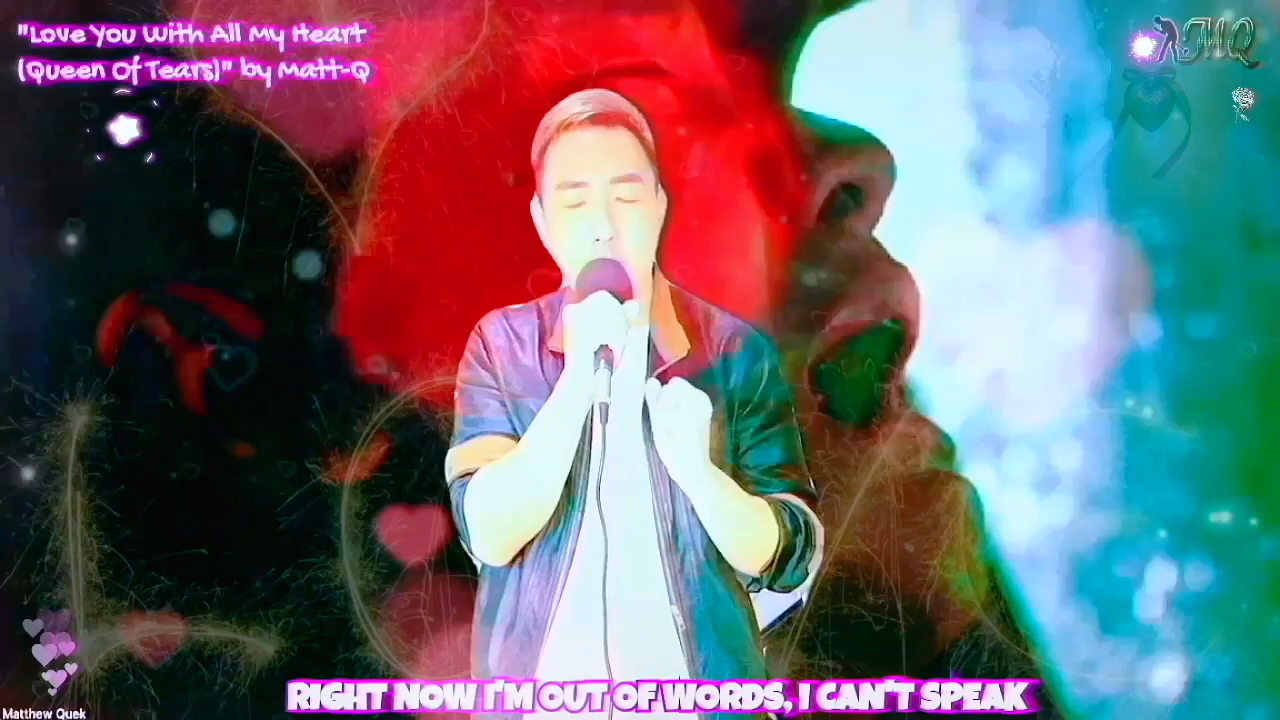 "Love You With All My Heart
(Queen Of Tears)" by Matt-Q
MQ
RIGHT NOW I'M OUT OF WORDS, I CAN'T SPEAK
Matthew Quek